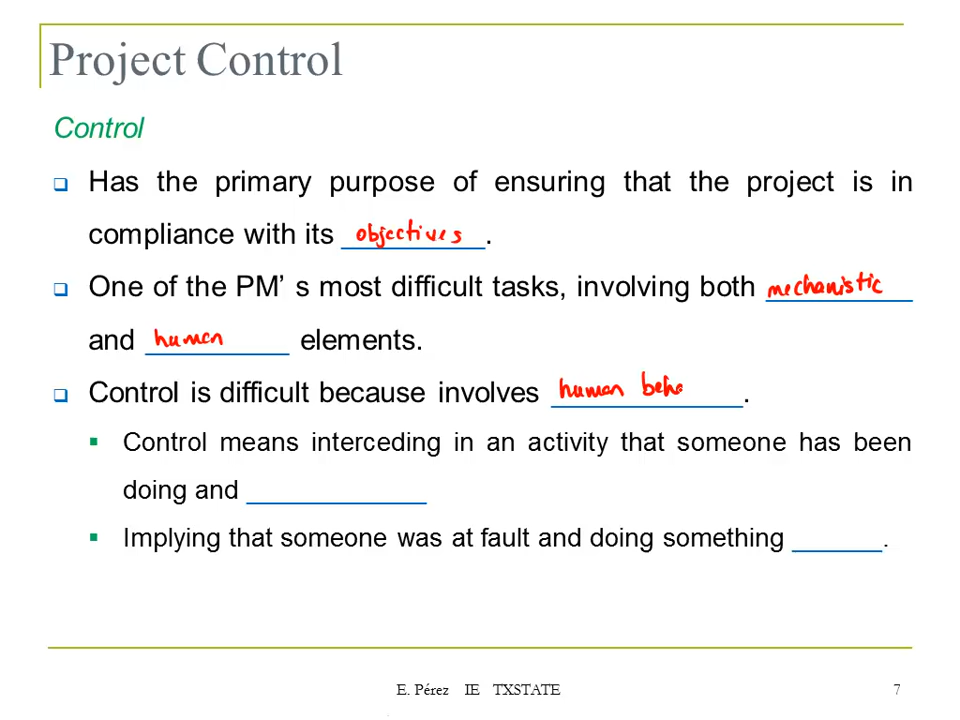 Project Control
Control
Has the primary purpose of ensuring that the project is in
compliance with its objectives.
One of the PM’ s most difficult tasks, involving both mechanistic
and human elements.
Control is difficult because involves human beha.
Control means interceding in an activity that someone has been
doing and
Implying that someone was at fault and doing something .
E. Pérez IE TXSTATE 7